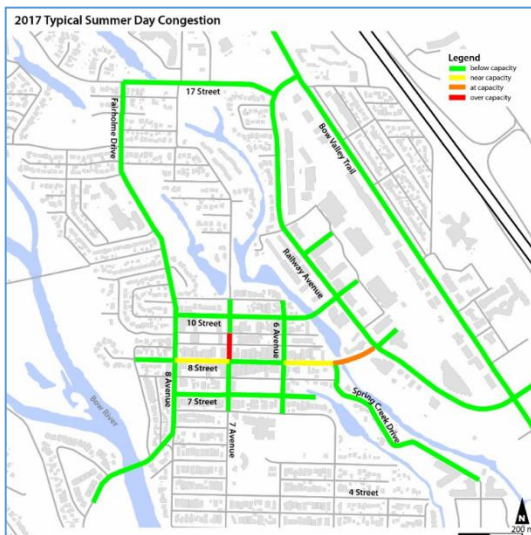 2017 Typical Summer Day Congestion
Legend
below capacity
near capacity
at capacity
over capacity
17 Street
Fairholme Drive
Bow Valley Trail
Railway Avenue
10 Street
6 Avenue
8 Street
8 Avenue
7 Street
Spring Creek Drive
Bow River
7 Avenue
4 Street
N
200 m